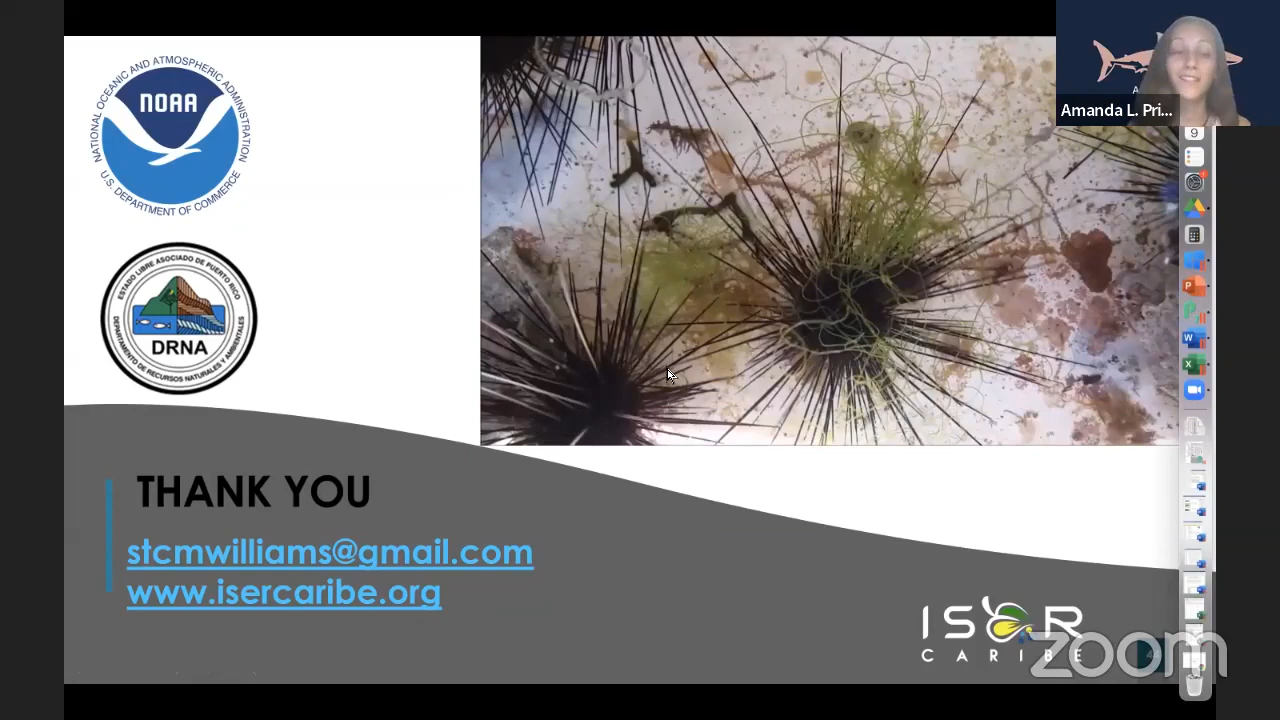 NATIONAL OCEANIC AND ATMOSPHERIC ADMINISTRATION
NOAA
U.S. DEPARTMENT OF COMMERCE
Amanda L. Pri...
9
ESTADO LIBRE ASOCIADO DE PUERTO RICO
DRNA
DEPARTAMENTO DE RECURSOS NATURALES Y AMBIENTALES
P
W
X
THANK YOU
stcmwilliams@gmail.com
www.isercaribe.org
ISER
CARIBE
zoom